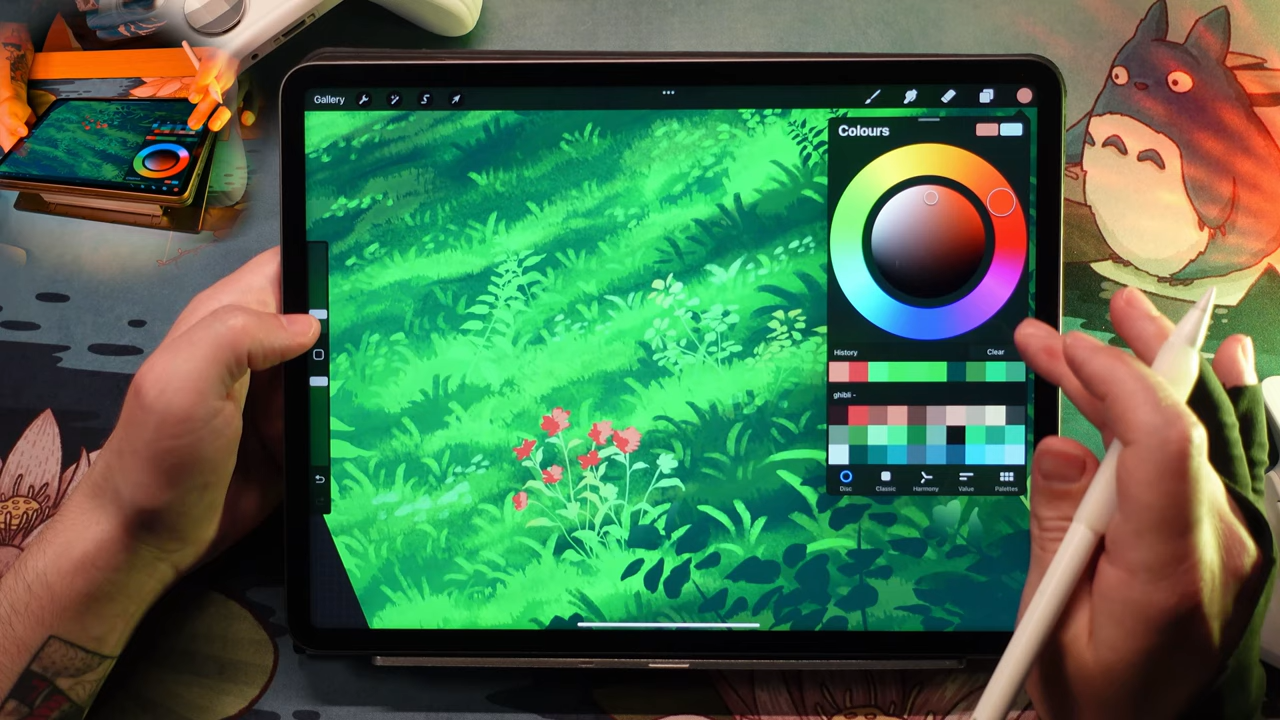 Gallery
Colours
History
Clear
ghibli -
Disc
Classic
Harmony
Value
Palettes